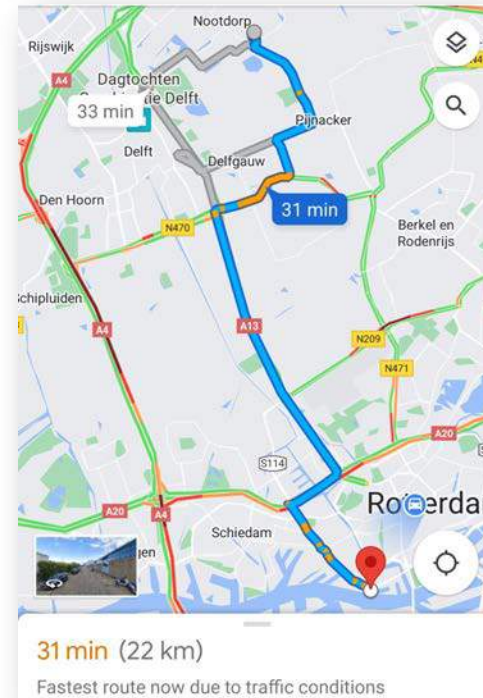 Nootdorp
Rijswijk
A4
Dagtochten
Delft
33 min
Pijnacker
Delft
Delfgauw
Den Hoorn
31 min
N470
Berkel en
Rodenrijs
Schipluiden
A4
A13
N209
N471
A20
S114
A20
A4
Schiedam
31 min (22 km)
Fastest route now due to traffic conditions